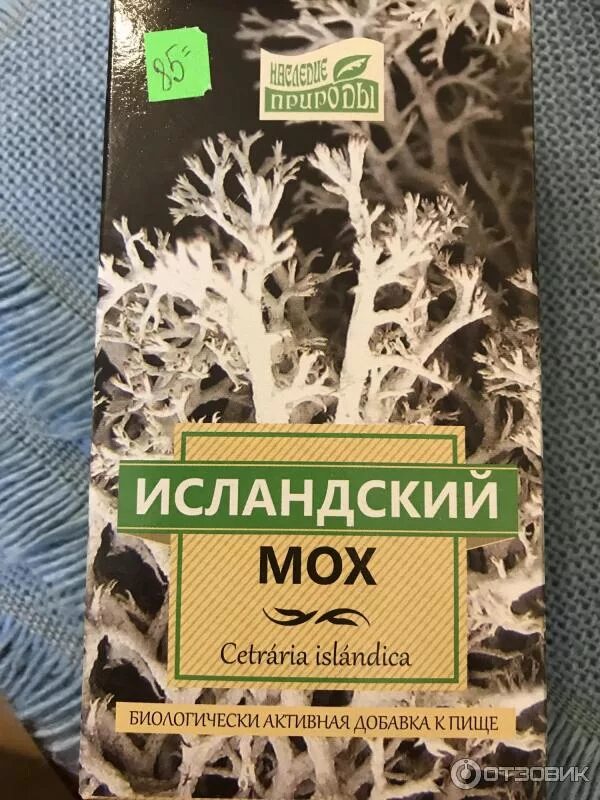 85=
НАСЛЕДИЕ
ПРИРОДЫ
ИСЛАНДСКИЙ
МОХ
Cetrária islándica
БИОЛОГИЧЕСКИ АКТИВНАЯ ДОБАВКА К ПИЩЕ
ОТЗОВИК